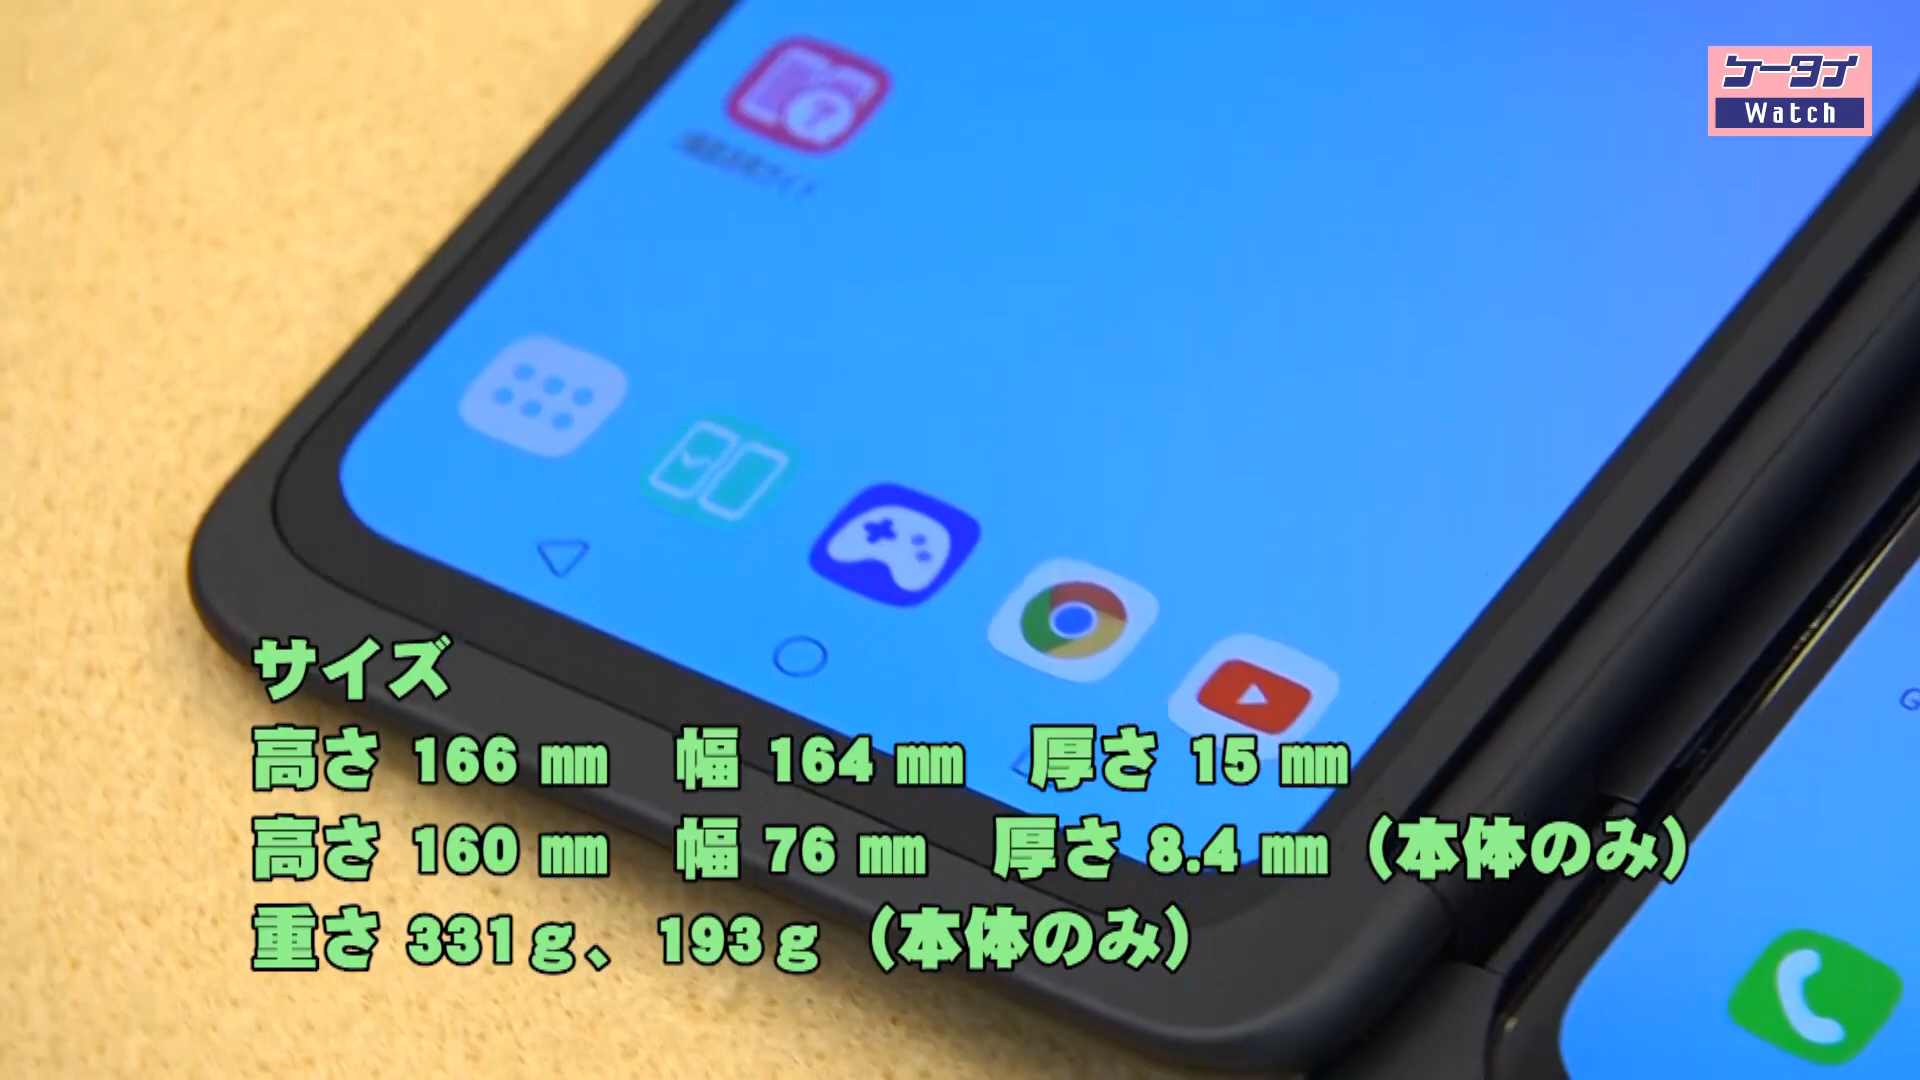 ケータイ
Watch
サイズ
高さ 166 ㎜　幅 164 ㎜　厚さ 15 ㎜
高さ 160 ㎜　幅 76 ㎜　厚さ 8.4 ㎜（本体のみ）
重さ 331g、193g（本体のみ）